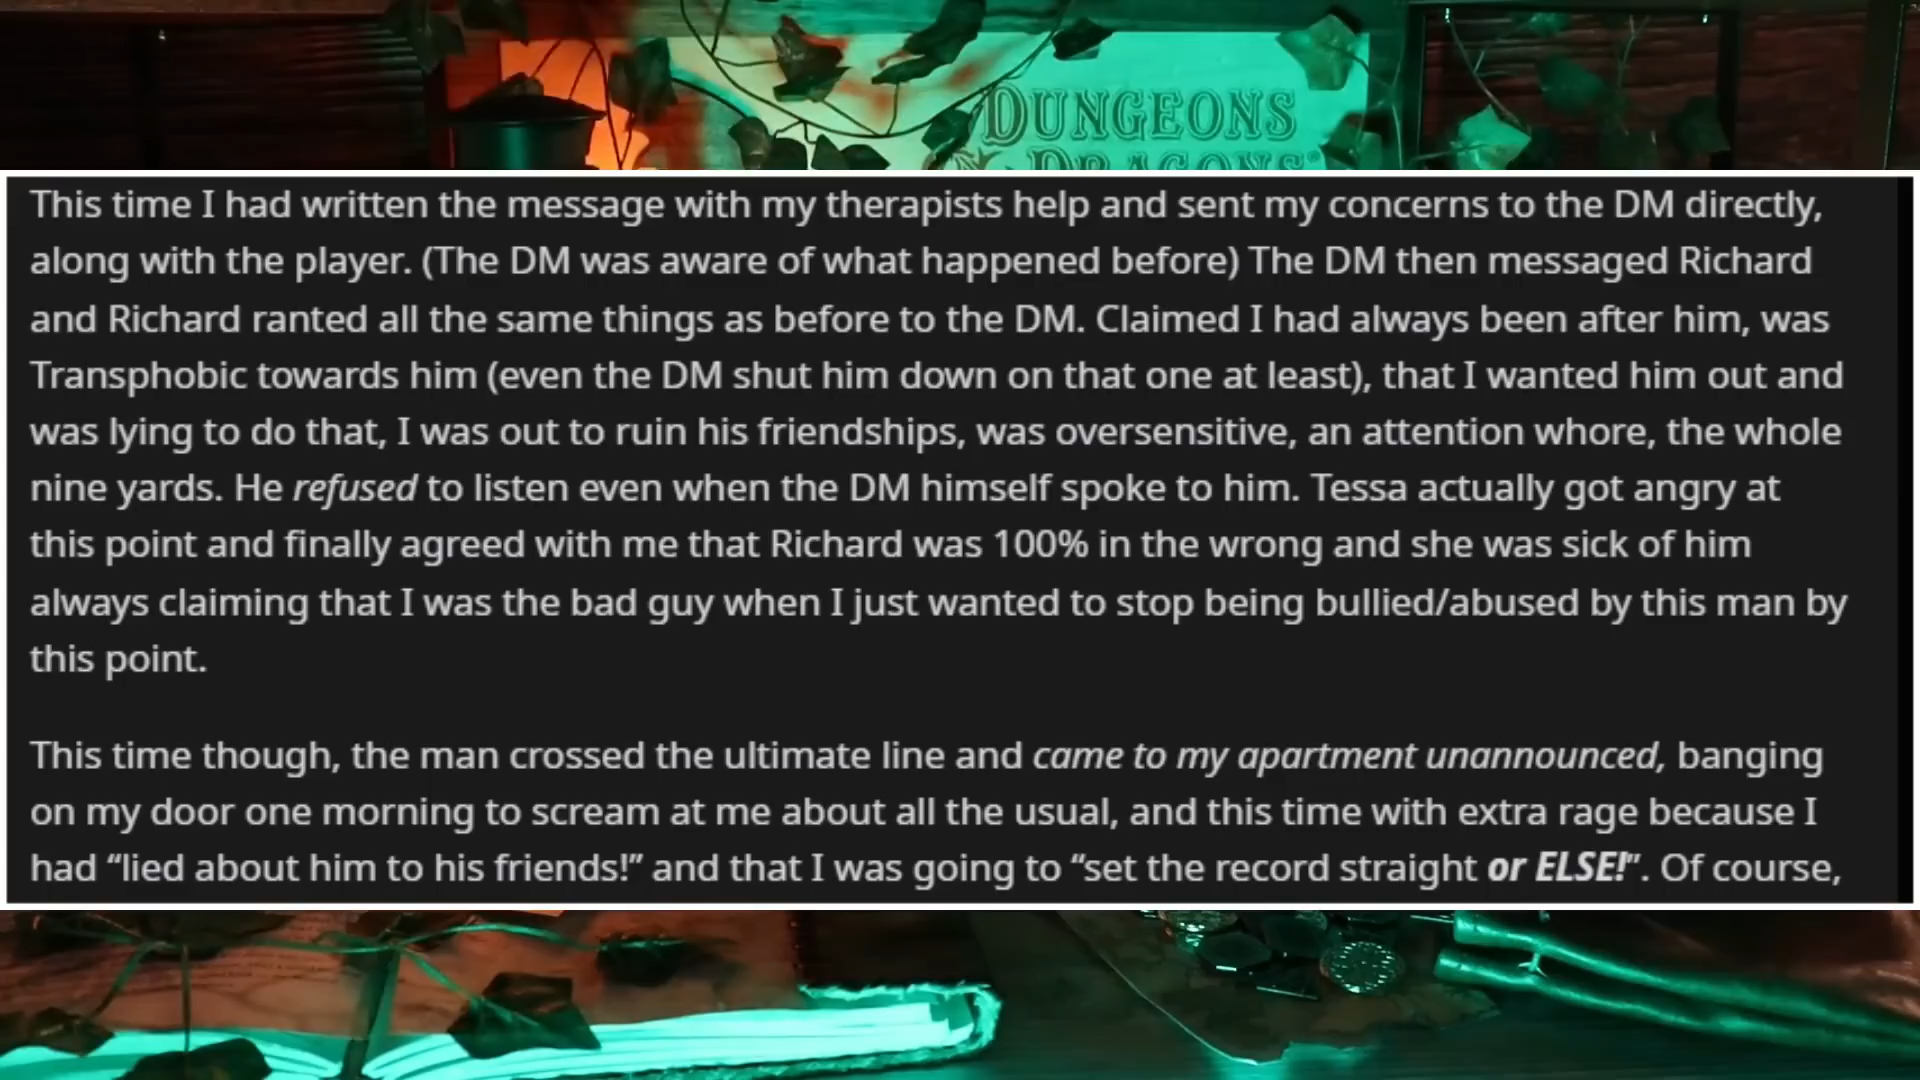 DUNGEONS
DRAGONS®
This time I had written the message with my therapists help and sent my concerns to the DM directly,
along with the player. (The DM was aware of what happened before) The DM then messaged Richard
and Richard ranted all the same things as before to the DM. Claimed I had always been after him, was
Transphobic towards him (even the DM shut him down on that one at least), that I wanted him out and
was lying to do that, I was out to ruin his friendships, was oversensitive, an attention whore, the whole
nine yards. He refused to listen even when the DM himself spoke to him. Tessa actually got angry at
this point and finally agreed with me that Richard was 100% in the wrong and she was sick of him
always claiming that I was the bad guy when I just wanted to stop being bullied/abused by this man by
this point.
This time though, the man crossed the ultimate line and came to my apartment unannounced, banging
on my door one morning to scream at me about all the usual, and this time with extra rage because I
had “lied about him to his friends!” and that I was going to “set the record straight or ELSE!”. Of course,